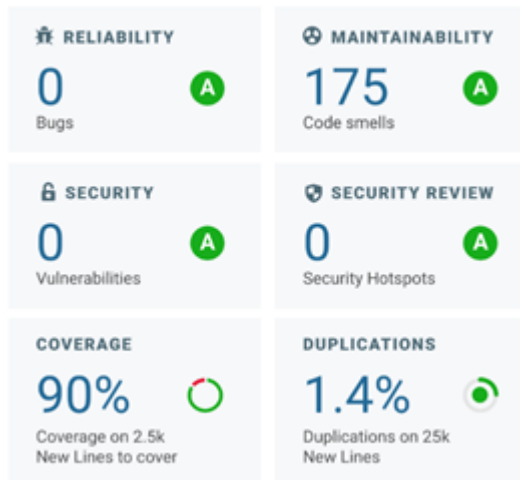 RELIABILITY
0
A
Bugs
MAINTAINABILITY
175
A
Code smells
SECURITY
0
A
Vulnerabilities
SECURITY REVIEW
0
A
Security Hotspots
COVERAGE
90%
Coverage on 2.5k
New Lines to cover
DUPLICATIONS
1.4%
Duplications on 25k
New Lines